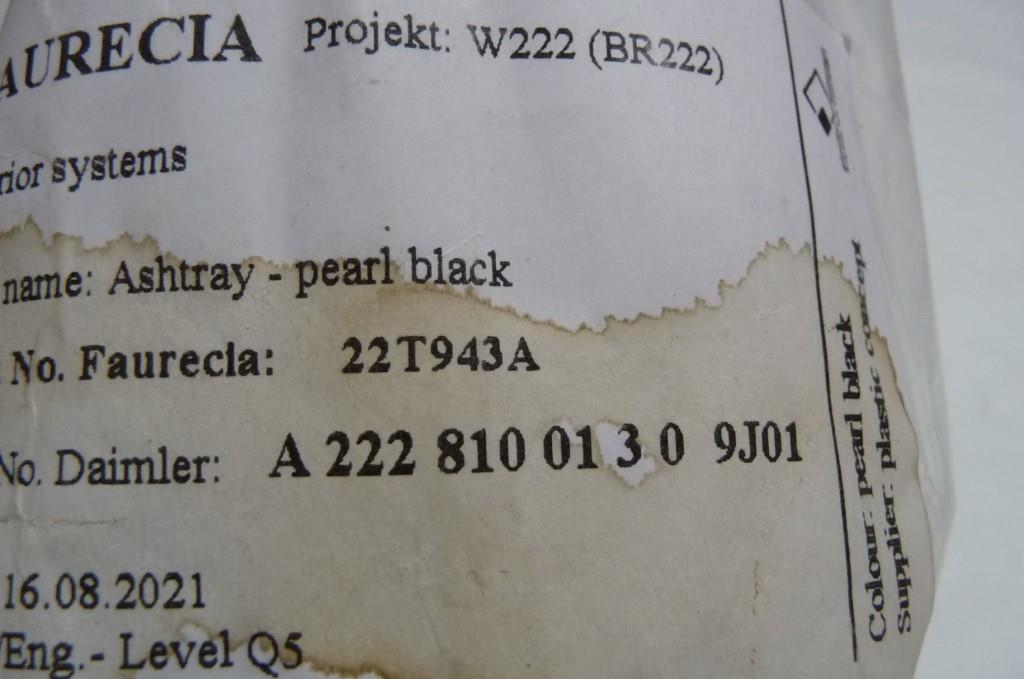 AURECIA Projekt: W222 (BR222)
rior systems
name: Ashtray - pearl black
No. Faurecia: 22T943A
No. Daimler: A 222 810 01 3 0 9J01
16.08.2021
/Eng.- Level Q5
Colour: pearl black
Supplier: plastic concept